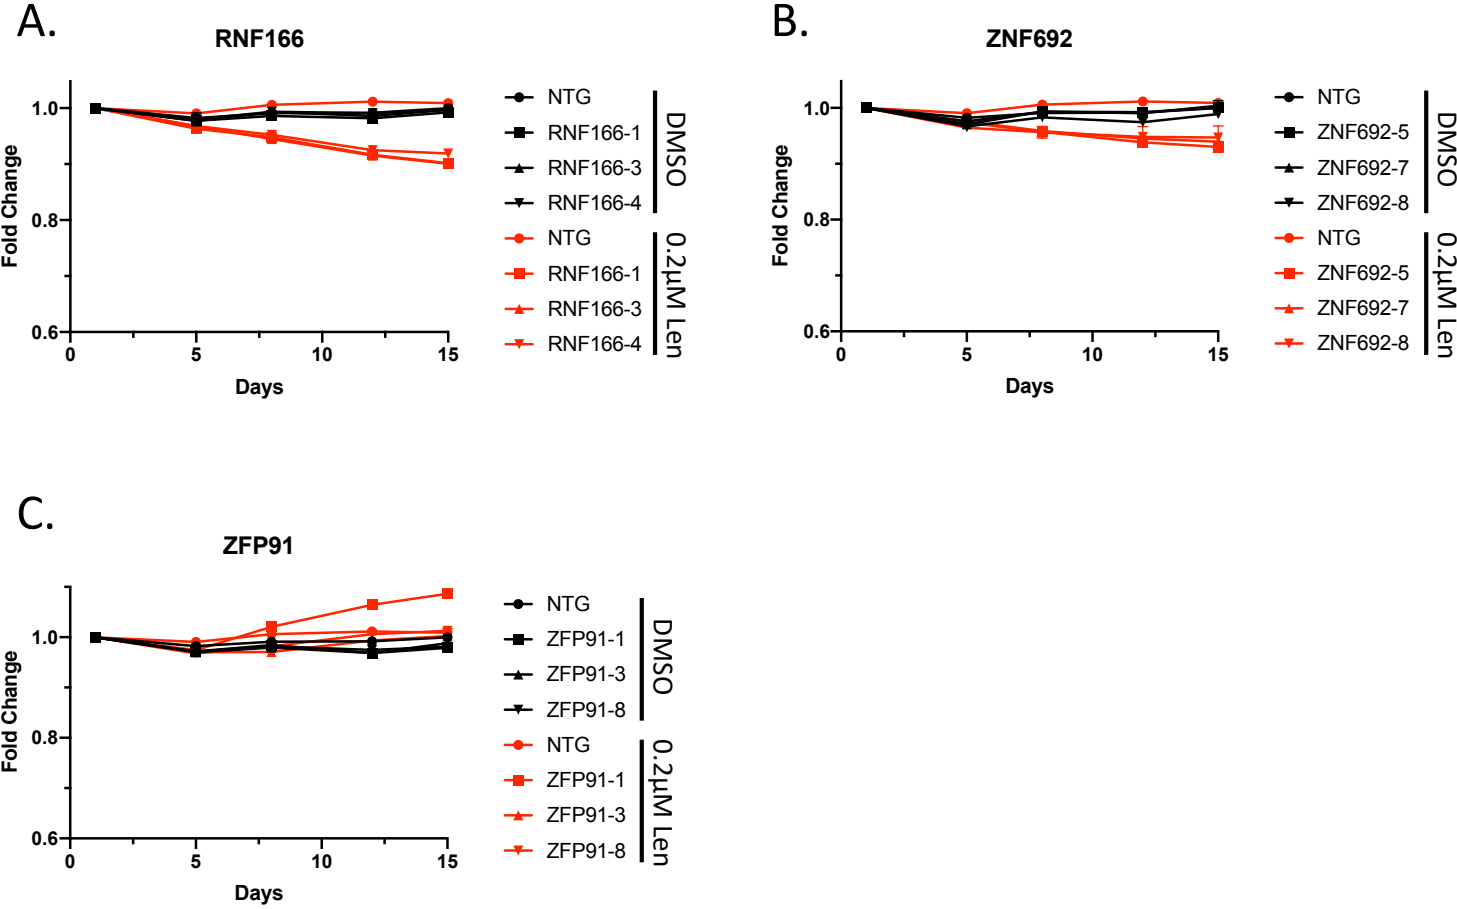 A.
RNF166
Fold Change
1.0
0.8
0.6
0
5
10
15
Days
NTG
RNF166-1
RNF166-3
RNF166-4
DMSO
NTG
RNF166-1
RNF166-3
RNF166-4
0.2µM Len
B.
ZNF692
Fold Change
1.0
0.8
0.6
0
5
10
15
Days
NTG
ZNF692-5
ZNF692-7
ZNF692-8
DMSO
NTG
ZNF692-5
ZNF692-7
ZNF692-8
0.2µM Len
C.
ZFP91
Fold Change
1.0
0.8
0.6
0
5
10
15
Days
NTG
ZFP91-1
ZFP91-3
ZFP91-8
DMSO
NTG
ZFP91-1
ZFP91-3
ZFP91-8
0.2µM Len